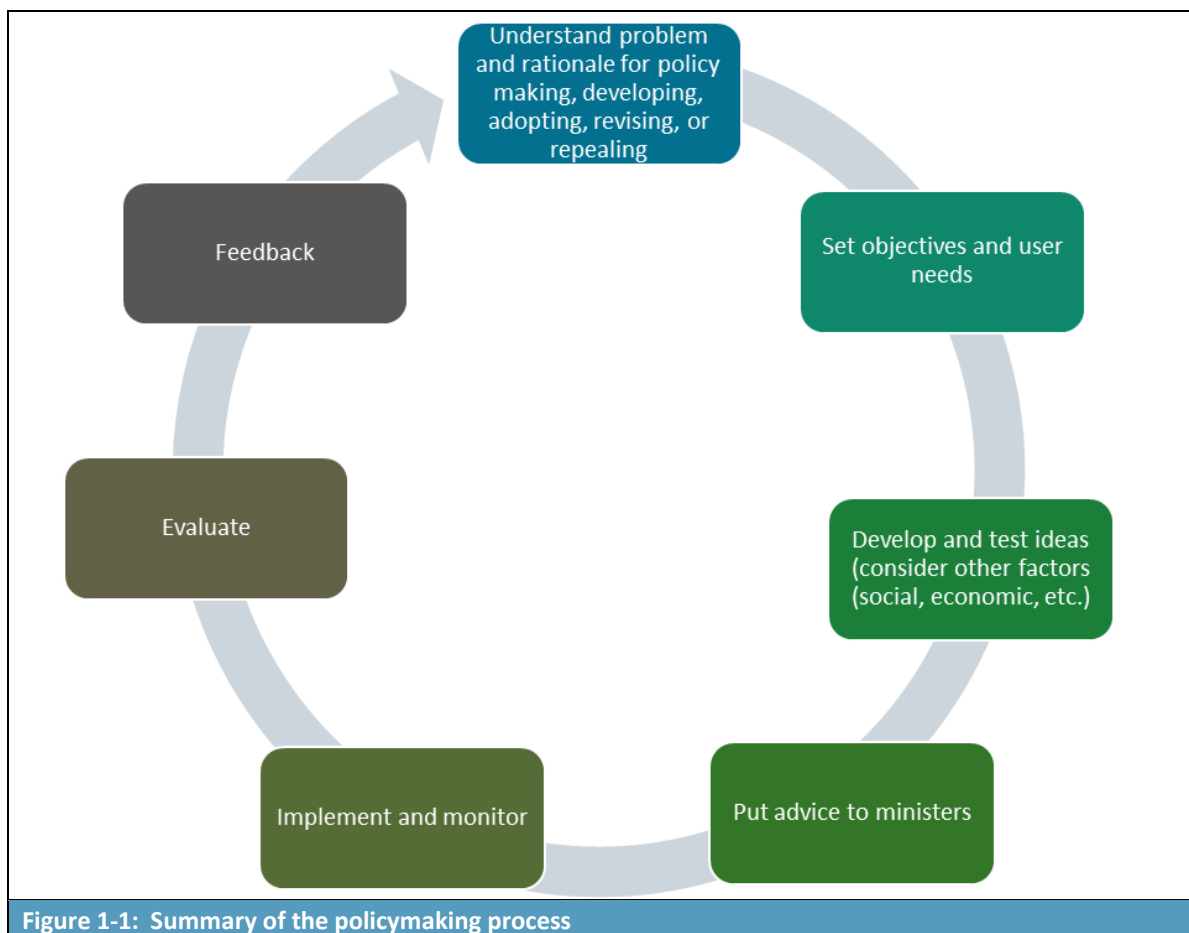 Understand problem
and rationale for policy
making, developing,
adopting, revising, or
repealing
Set objectives and user
needs
Develop and test ideas
(consider other factors
(social, economic, etc.)
Put advice to ministers
Implement and monitor
Evaluate
Feedback
Figure 1-1:  Summary of the policymaking process